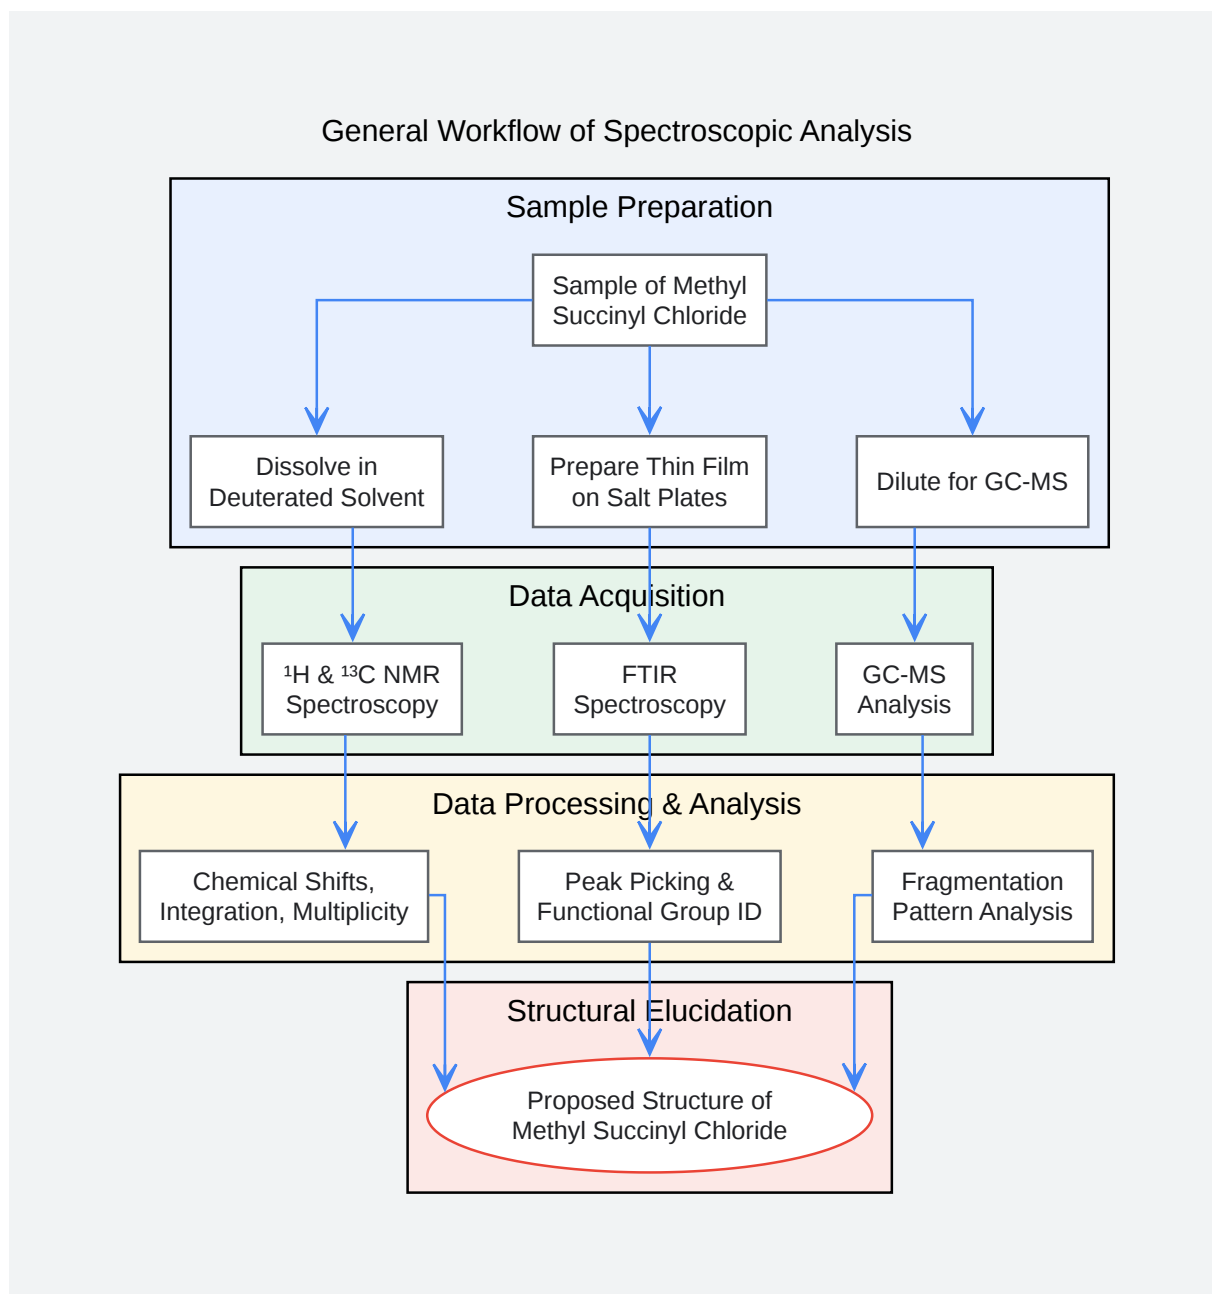 General Workflow of Spectroscopic Analysis
Sample Preparation
Sample of Methyl
Succinyl Chloride
Dissolve in
Deuterated Solvent
Prepare Thin Film
on Salt Plates
Dilute for GC-MS
Data Acquisition
¹H & ¹³C NMR
Spectroscopy
FTIR
Spectroscopy
GC-MS
Analysis
Data Processing & Analysis
Chemical Shifts,
Integration, Multiplicity
Peak Picking &
Functional Group ID
Fragmentation
Pattern Analysis
Structural Elucidation
Proposed Structure of
Methyl Succinyl Chloride